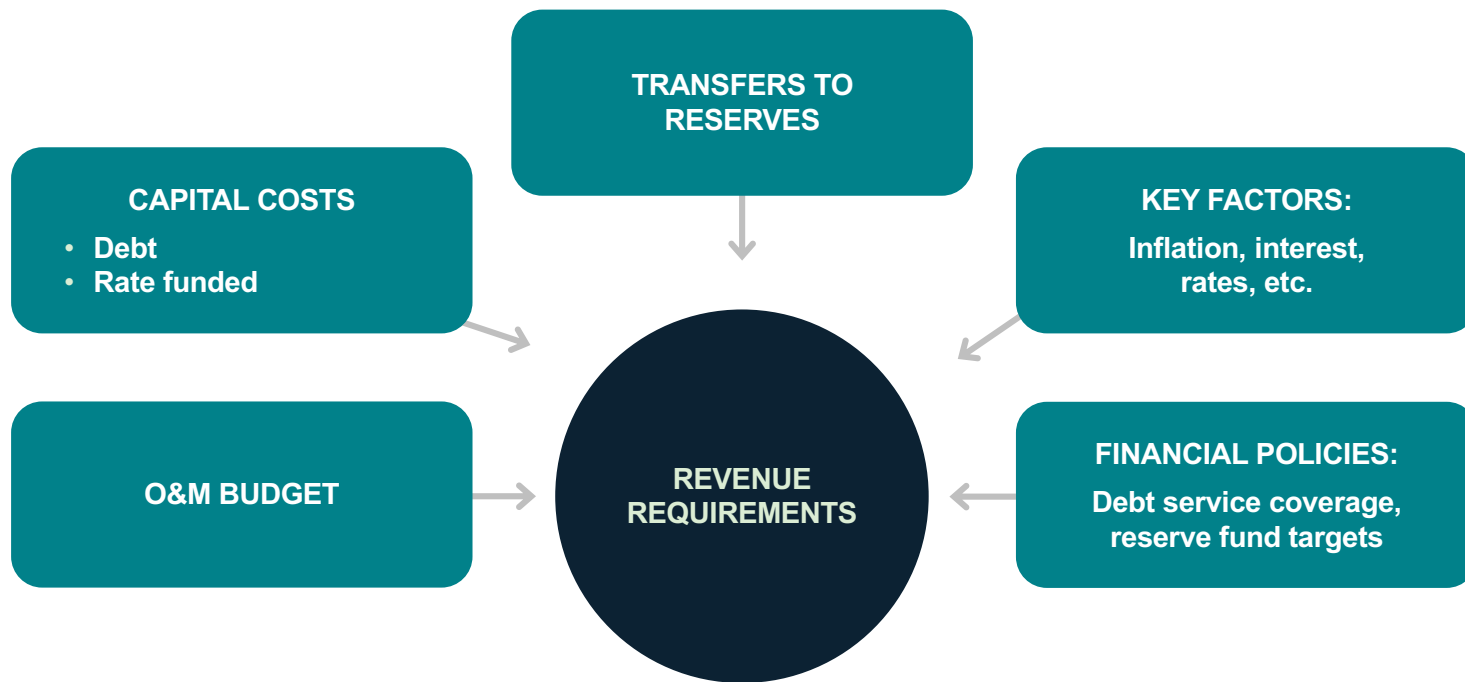 TRANSFERS TO
RESERVES
CAPITAL COSTS
• Debt
• Rate funded
KEY FACTORS:
Inflation, interest,
rates, etc.
O&M BUDGET
REVENUE
REQUIREMENTS
FINANCIAL POLICIES:
Debt service coverage,
reserve fund targets